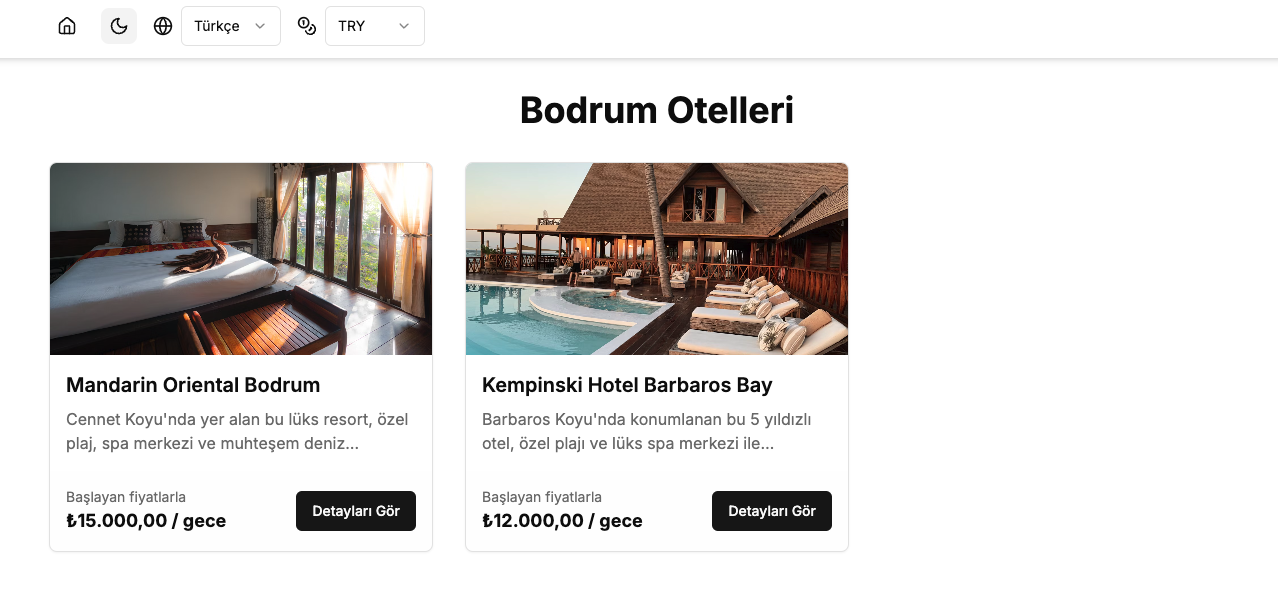 Türkçe
TRY
Bodrum Otelleri
Mandarin Oriental Bodrum
Cennet Koyu'nda yer alan bu lüks resort, özel
plaj, spa merkezi ve muhteşem deniz...
Başlayan fiyatlarla
₺15.000,00 / gece
Detayları Gör
Kempinski Hotel Barbaros Bay
Barbaros Koyu'nda konumlanan bu 5 yıldızlı
otel, özel plajı ve lüks spa merkezi ile...
Başlayan fiyatlarla
₺12.000,00 / gece
Detayları Gör